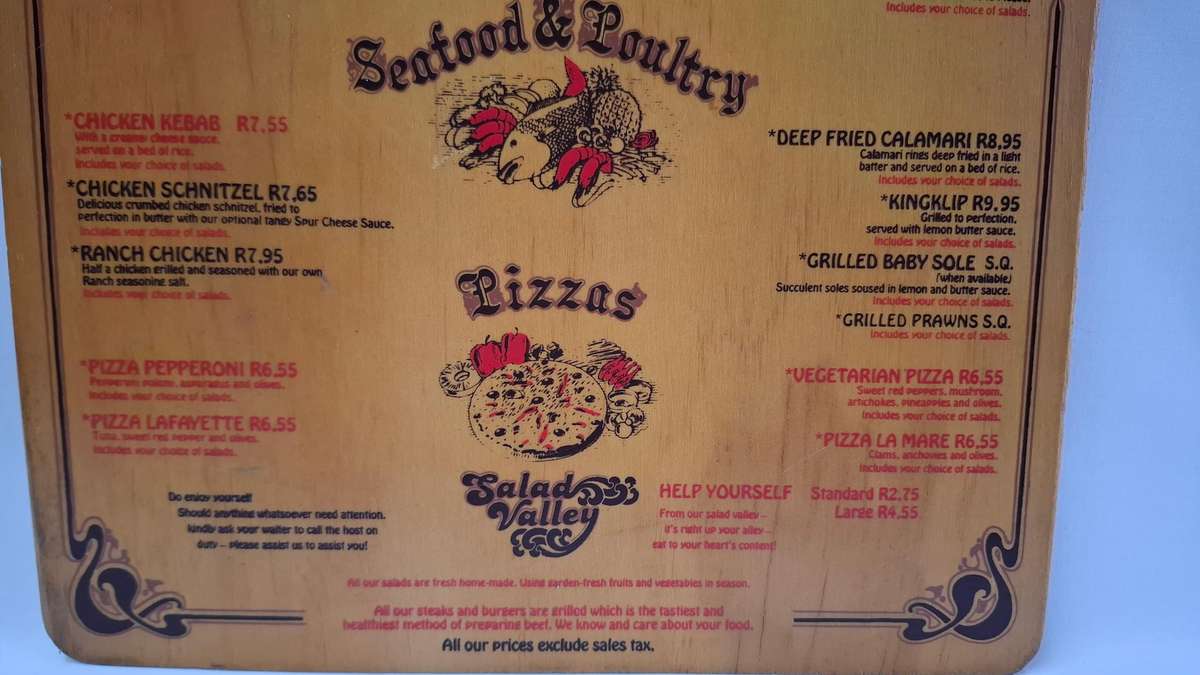 Includes your choice of salads.
Seafood & Poultry
*CHICKEN KEBAB R7,55
With a creamy cheese sauce,
served on a bed of rice.
Includes your choice of salads.
*CHICKEN SCHNITZEL R7,65
Delicious crumbed chicken schnitzel, fried to
perfection in butter with our optional tangy Spur Cheese Sauce.
Includes your choice of salads.
*RANCH CHICKEN R7.95
Half a chicken grilled and seasoned with our own
Ranch seasoning salt.
Includes your choice of salads.
*DEEP FRIED CALAMARI R8,95
Calamari rings deep fried in a light
batter and served on a bed of rice.
Includes your choice of salads.
*KINGKLIP R9.95
Grilled to perfection,
served with lemon butter sauce.
Includes your choice of salads.
*GRILLED BABY SOLE S.Q.
(when available)
Succulent soles soused in lemon and butter sauce.
Includes your choice of salads.
*GRILLED PRAWNS S.Q.
Includes your choice of salads.
Pizzas
*PIZZA PEPPERONI R6,55
Pepperoni polony, asparagus and olives.
Includes your choice of salads.
*PIZZA LAFAYETTE R6,55
Tuna, sweet red pepper and olives.
Includes your choice of salads.
*VEGETARIAN PIZZA R6,55
Sweet red peppers, mushroom,
artichokes, pineapples and olives.
Includes your choice of salads.
*PIZZA LA MARE R6,55
Clams, anchovies and olives.
Includes your choice of salads.
Do enjoy yourself
Should anything whatsoever need attention,
kindly ask your waiter to call the host on
duty – please assist us to assist you!
Salad
Valley
HELP YOURSELF Standard R2,75
Large R4,55
From our salad valley –
it's right up your alley –
eat to your heart's content!
All our salads are fresh home-made. Using garden-fresh fruits and vegetables in season.
All our steaks and burgers are grilled which is the tastiest and
healthiest method of preparing beef. We know and care about your food.
All our prices exclude sales tax.